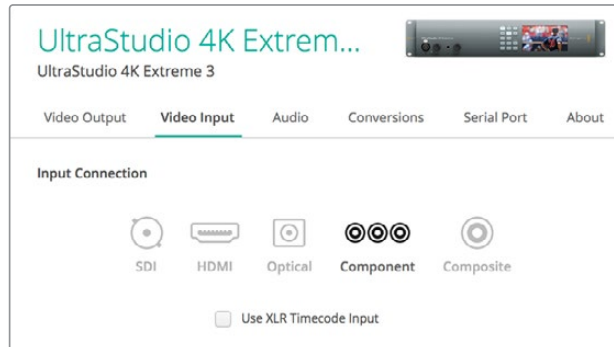 UltraStudio 4K Extrem...
UltraStudio 4K Extreme 3
Video Output Video Input Audio Conversions Serial Port About
Input Connection
SDI HDMI Optical Component Composite
Use XLR Timecode Input